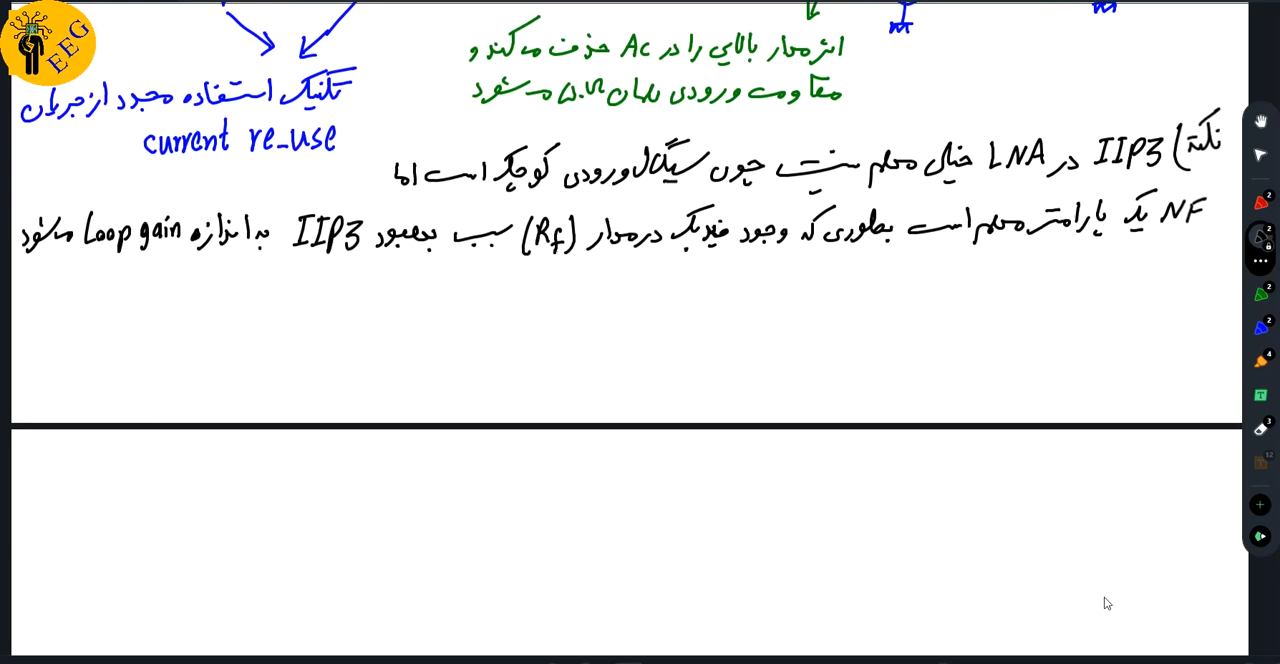 EEG
اثر مدار بالایی را در Ac حذف می‌کند و
مقاومت ورودی همان می‌شود
تکنیک استفاده مجدد از جریان
current re_use
نکته) IIP3 در LNA خیلی مهم نیست چون سیگنال ورودی کوچک است اما
NF یک پارامتر مهم است بطوری که وجود فیدبک در مدار (Rf) سبب بهبود IIP3 به اندازه Loop gain می‌شود